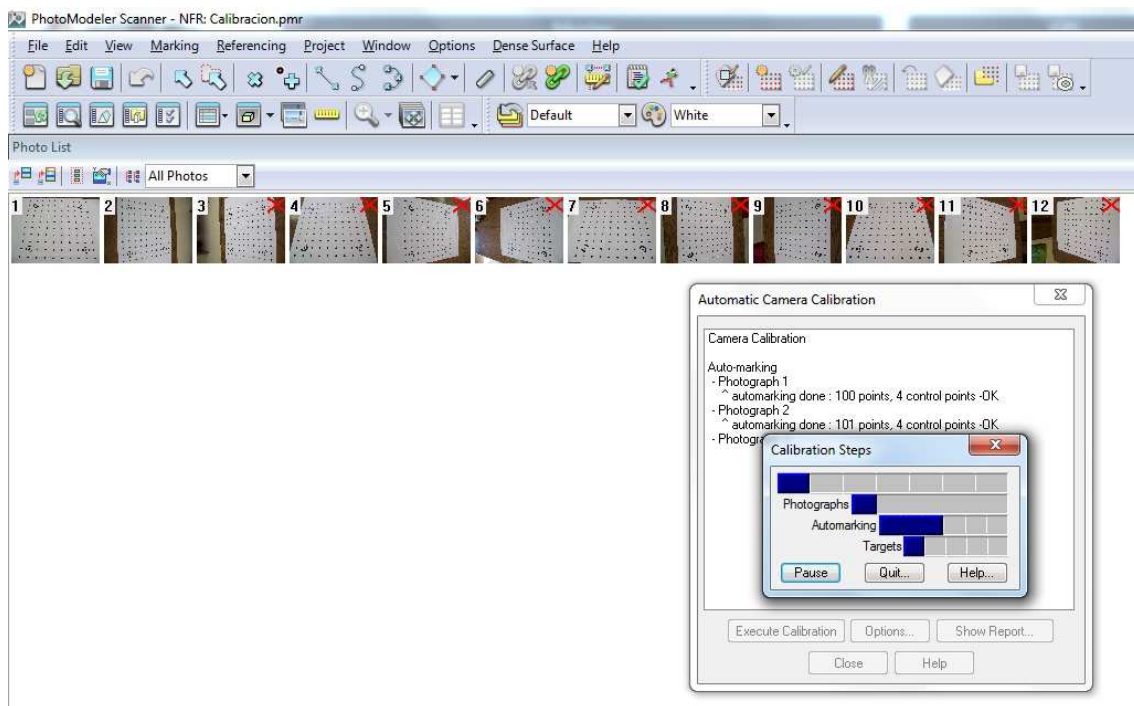 PhotoModeler Scanner - NFR: Calibracion.pmr
File Edit View Marking Referencing Project Window Options Dense Surface Help
Default White
Photo List
All Photos
1 2 3 4 5 6 7 8 9 10 11 12
Automatic Camera Calibration
Camera Calibration
Auto-marking
- Photograph 1
^ automarking done : 100 points, 4 control points -OK
- Photograph 2
^ automarking done : 101 points, 4 control points -OK
- Photogra
Calibration Steps
Photographs
Automarking
Targets
Pause Quit... Help...
Execute Calibration Options... Show Report...
Close Help